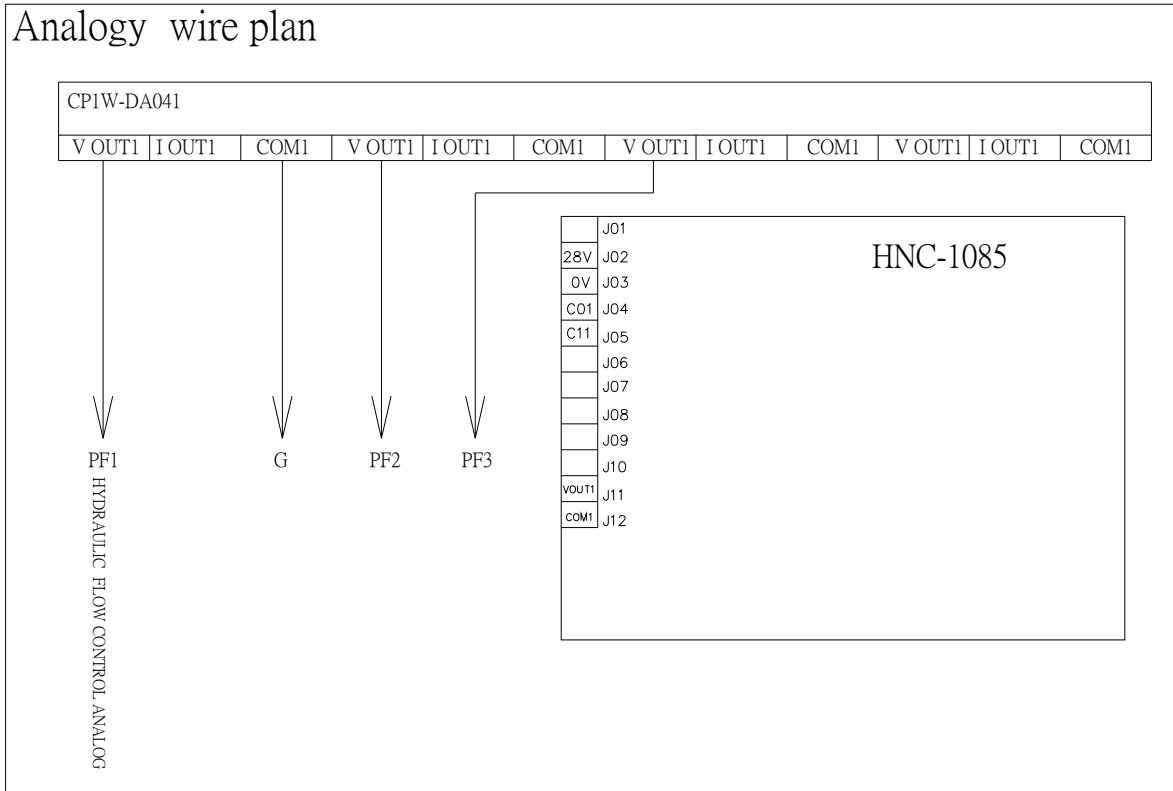 Analogy wire plan
CP1W-DA041
V OUT1 I OUT1 COM1 V OUT1 I OUT1 COM1 V OUT1 I OUT1 COM1 V OUT1 I OUT1 COM1
HNC-1085
J01
28V J02
0V J03
C01 J04
C11 J05
J06
J07
J08
J09
J10
VOUT1 J11
COM1 J12
PF1 G PF2 PF3
HYDRAULIC FLOW CONTROL ANALOG